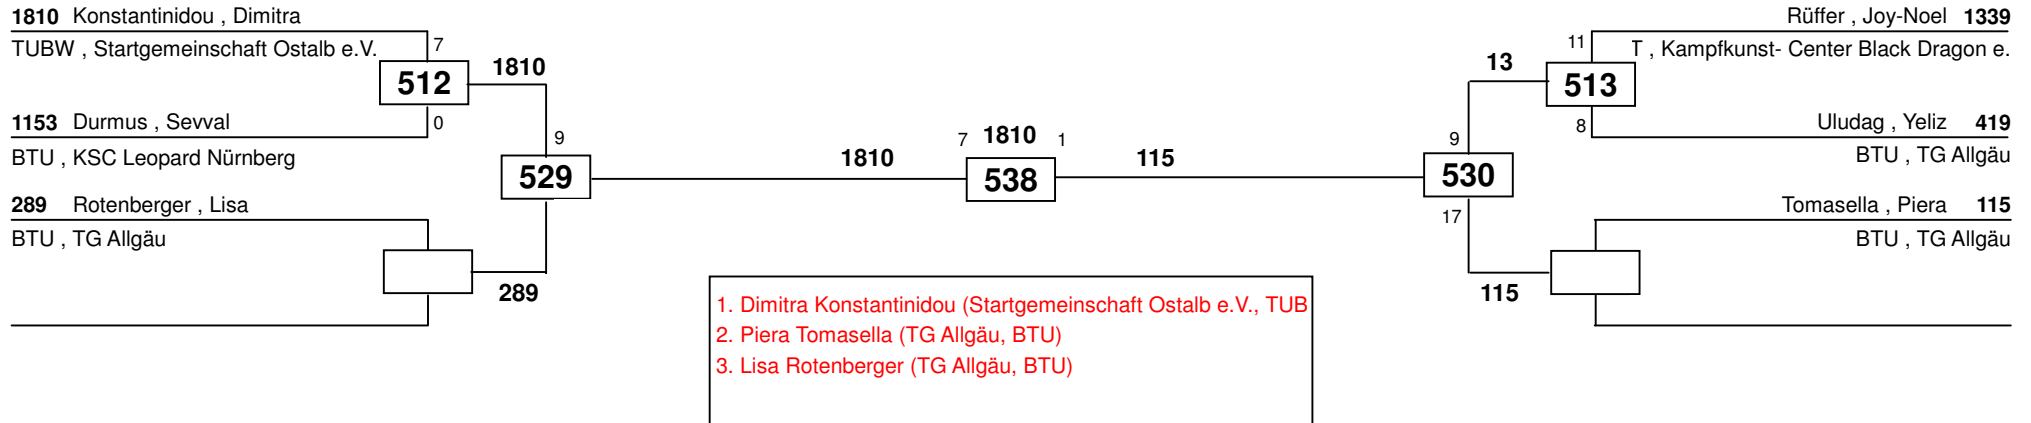 1810 Konstantinidou , Dimitra
TUBW , Startgemeinschaft Ostalb e.V.
7
512
1810
1153 Durmus , Sevval
0
BTU , KSC Leopard Nürnberg
9
529
289 Rotenberger , Lisa
BTU , TG Allgäu
289
1810
7 1810 1
538
115
Rüffer , Joy-Noel 1339
11
T , Kampfkunst- Center Black Dragon e.
13
513
Uludag , Yeliz 419
8
BTU , TG Allgäu
9
530
17
Tomasella , Piera 115
BTU , TG Allgäu
115
1. Dimitra Konstantinidou (Startgemeinschaft Ostalb e.V., TUB
2. Piera Tomasella (TG Allgäu, BTU)
3. Lisa Rotenberger (TG Allgäu, BTU)